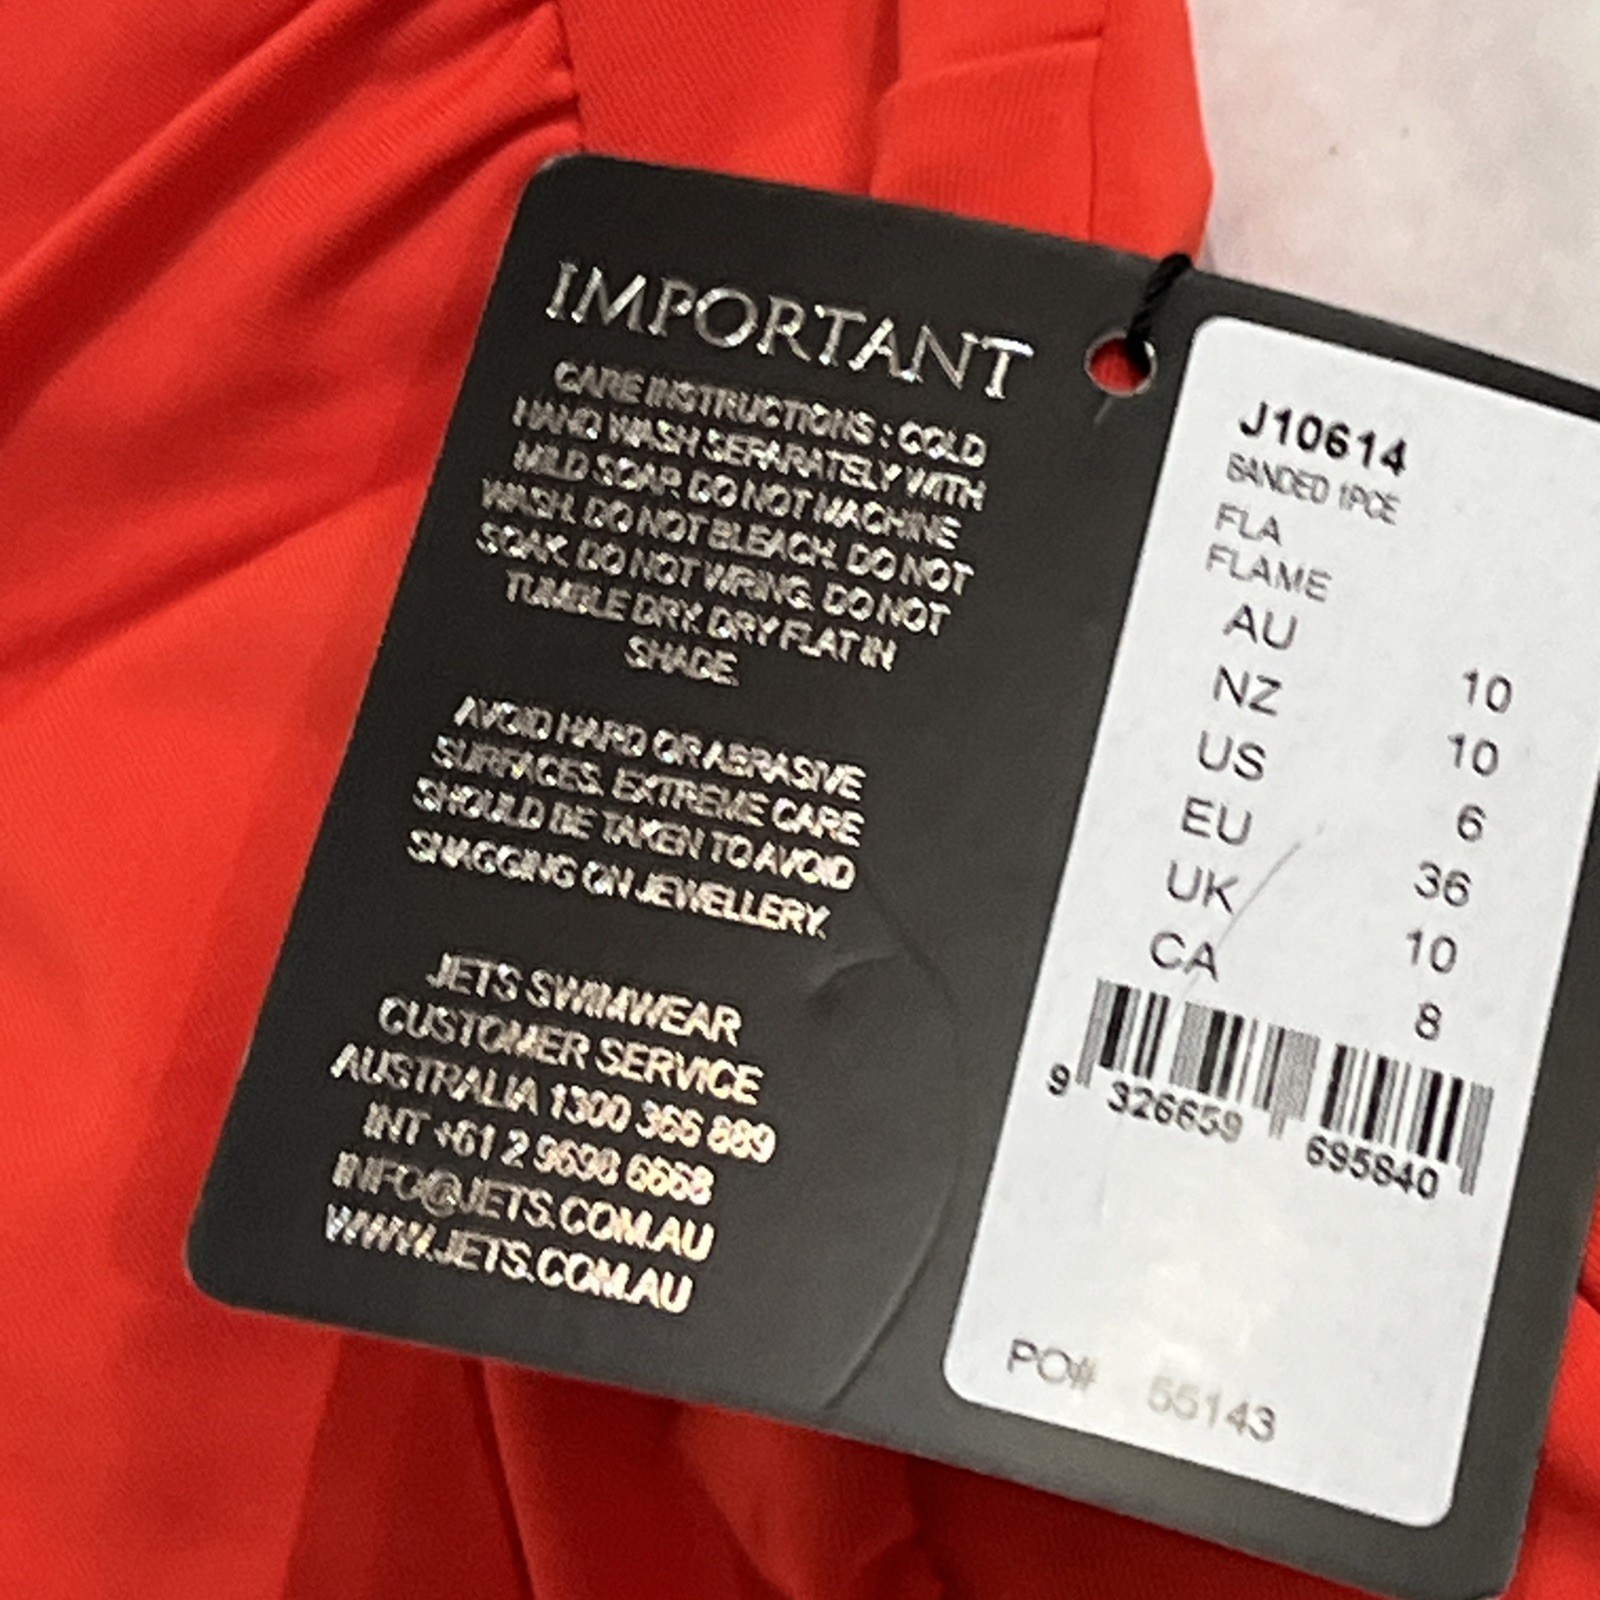 IMPORTANT
CARE INSTRUCTIONS : COLD
HAND WASH SEPARATELY WITH
MILD SOAP. DO NOT MACHINE
WASH. DO NOT BLEACH. DO NOT
SOAK. DO NOT WRING. DO NOT
TUMBLE DRY. DRY FLAT IN
SHADE.
AVOID HARD OR ABRASIVE
SURFACES. EXTREME CARE
SHOULD BE TAKEN TO AVOID
SNAGGING ON JEWELLERY.
JETS SWIMWEAR
CUSTOMER SERVICE
AUSTRALIA 1300 366 889
INT +61 2 9698 6668
INFO@JETS.COM.AU
WWW.JETS.COM.AU
J10614
BANDED 1PCE
FLA
FLAME
AU 10
NZ 10
US 6
EU 36
UK 10
CA 8
9 326659 695840
PO# 55143